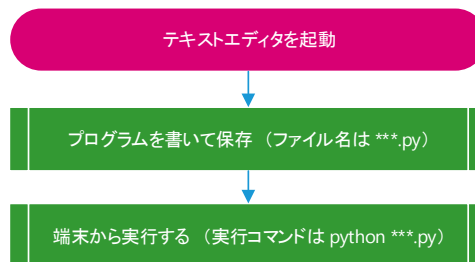 テキストエディタを起動
プログラムを書いて保存 (ファイル名は ***.py)
端末から実行する (実行コマンドは python ***.py)